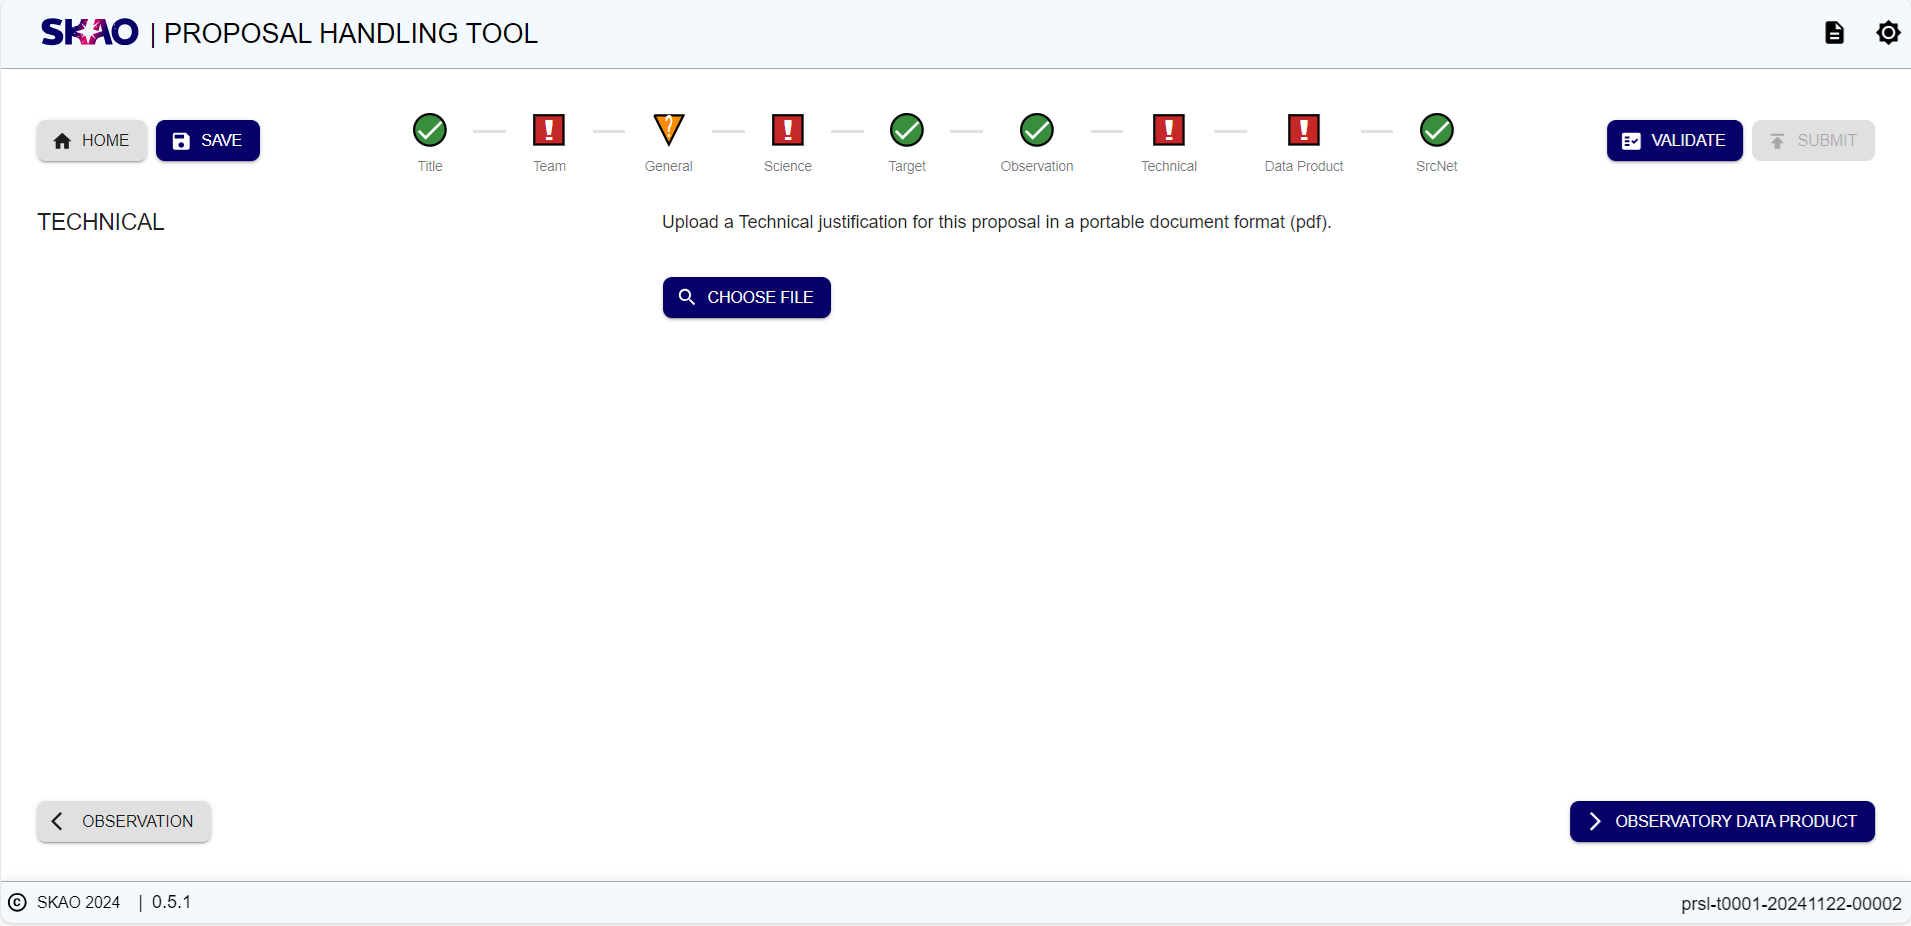 SKAO | PROPOSAL HANDLING TOOL
HOME
SAVE
Title
Team
General
Science
Target
Observation
Technical
Data Product
SrcNet
VALIDATE
SUBMIT
TECHNICAL
Upload a Technical justification for this proposal in a portable document format (pdf).
CHOOSE FILE
OBSERVATION
OBSERVATORY DATA PRODUCT
© SKAO 2024 | 0.5.1
prsl-t0001-20241122-00002